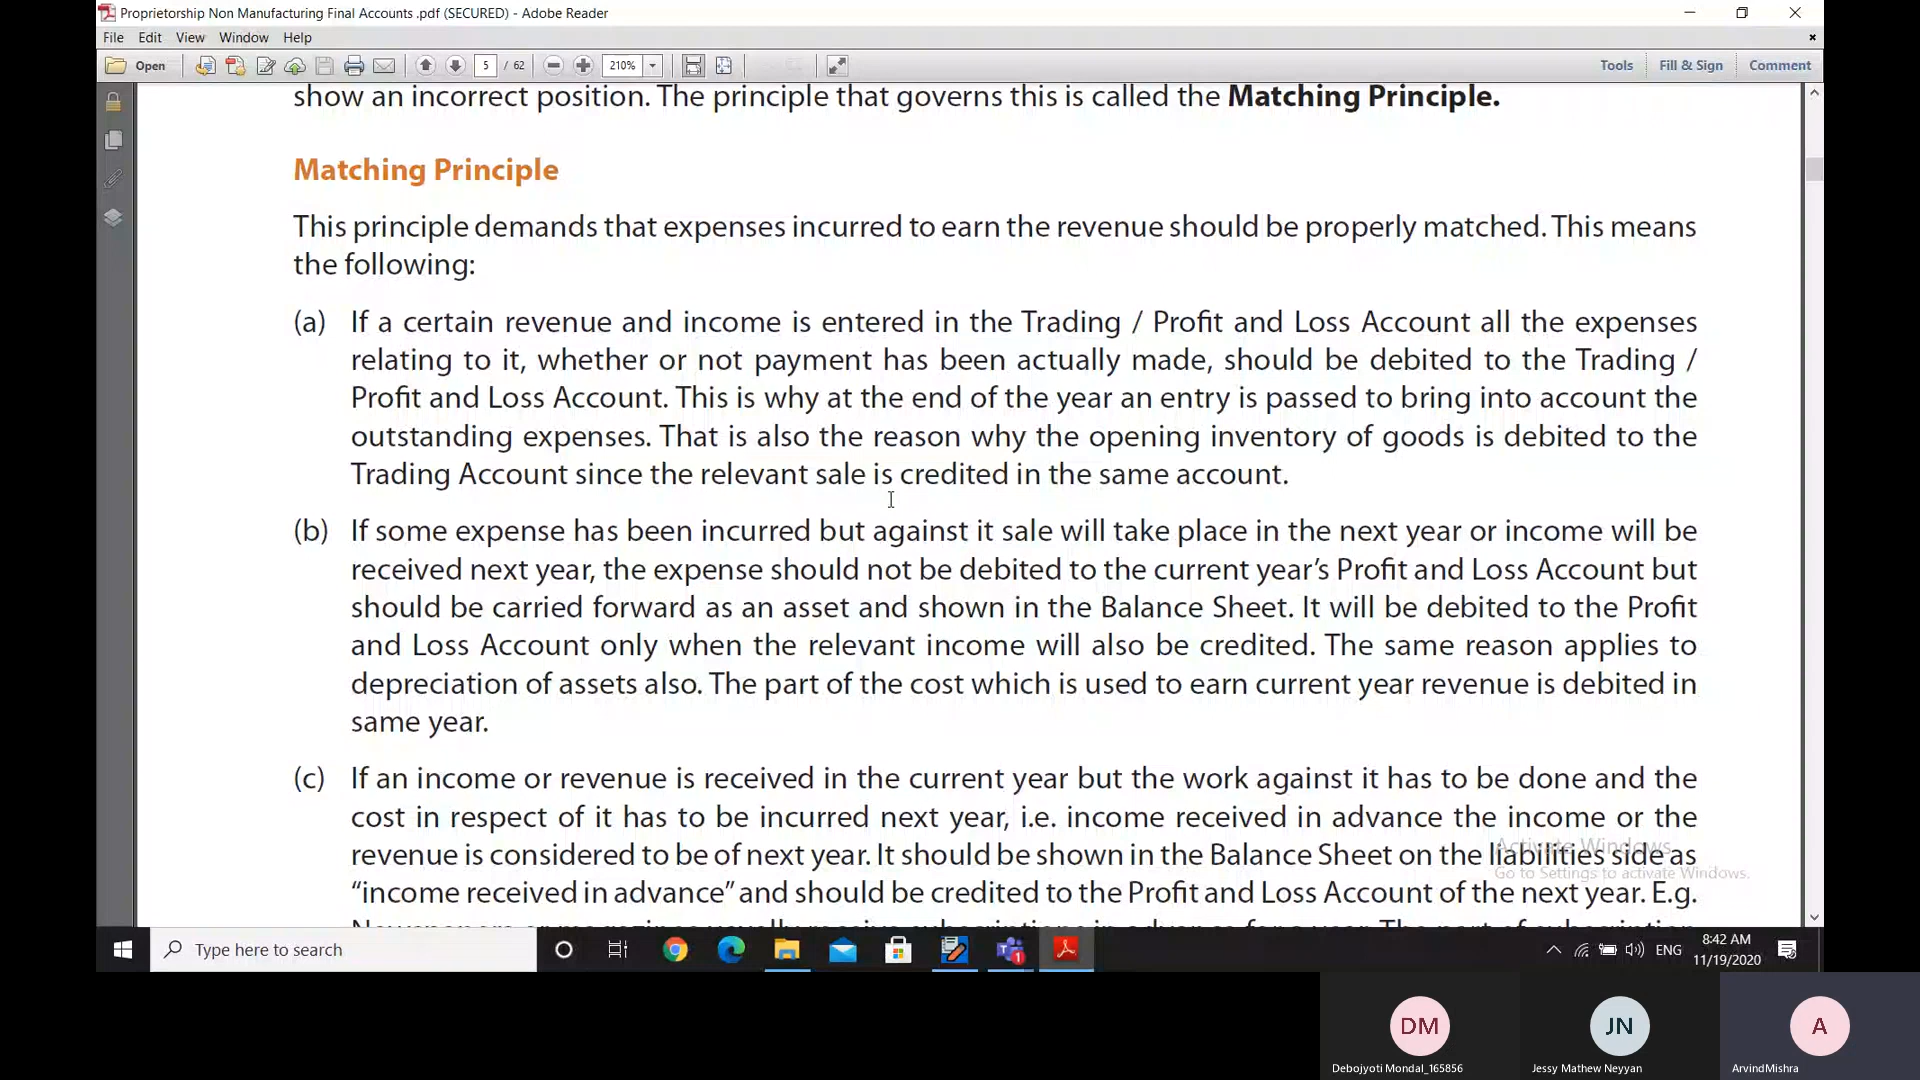 Proprietorship Non Manufacturing Final Accounts .pdf (SECURED) - Adobe Reader
File Edit View Window Help
Open 5 / 62 210% Tools Fill & Sign Comment
show an incorrect position. The principle that governs this is called the Matching Principle.
Matching Principle
This principle demands that expenses incurred to earn the revenue should be properly matched. This means
the following:
(a) If a certain revenue and income is entered in the Trading / Profit and Loss Account all the expenses
relating to it, whether or not payment has been actually made, should be debited to the Trading /
Profit and Loss Account. This is why at the end of the year an entry is passed to bring into account the
outstanding expenses. That is also the reason why the opening inventory of goods is debited to the
Trading Account since the relevant sale is credited in the same account.
(b) If some expense has been incurred but against it sale will take place in the next year or income will be
received next year, the expense should not be debited to the current year's Profit and Loss Account but
should be carried forward as an asset and shown in the Balance Sheet. It will be debited to the Profit
and Loss Account only when the relevant income will also be credited. The same reason applies to
depreciation of assets also. The part of the cost which is used to earn current year revenue is debited in
same year.
(c) If an income or revenue is received in the current year but the work against it has to be done and the
cost in respect of it has to be incurred next year, i.e. income received in advance the income or the
revenue is considered to be of next year. It should be shown in the Balance Sheet on the liabilities side as
“income received in advance” and should be credited to the Profit and Loss Account of the next year. E.g.
Activate Windows
Go to Settings to activate Windows.
Type here to search
1
ENG
8:42 AM
11/19/2020
DM
JN
A
Debojyoti Mondal_165856
Jessy Mathew Neyyan
ArvindMishra